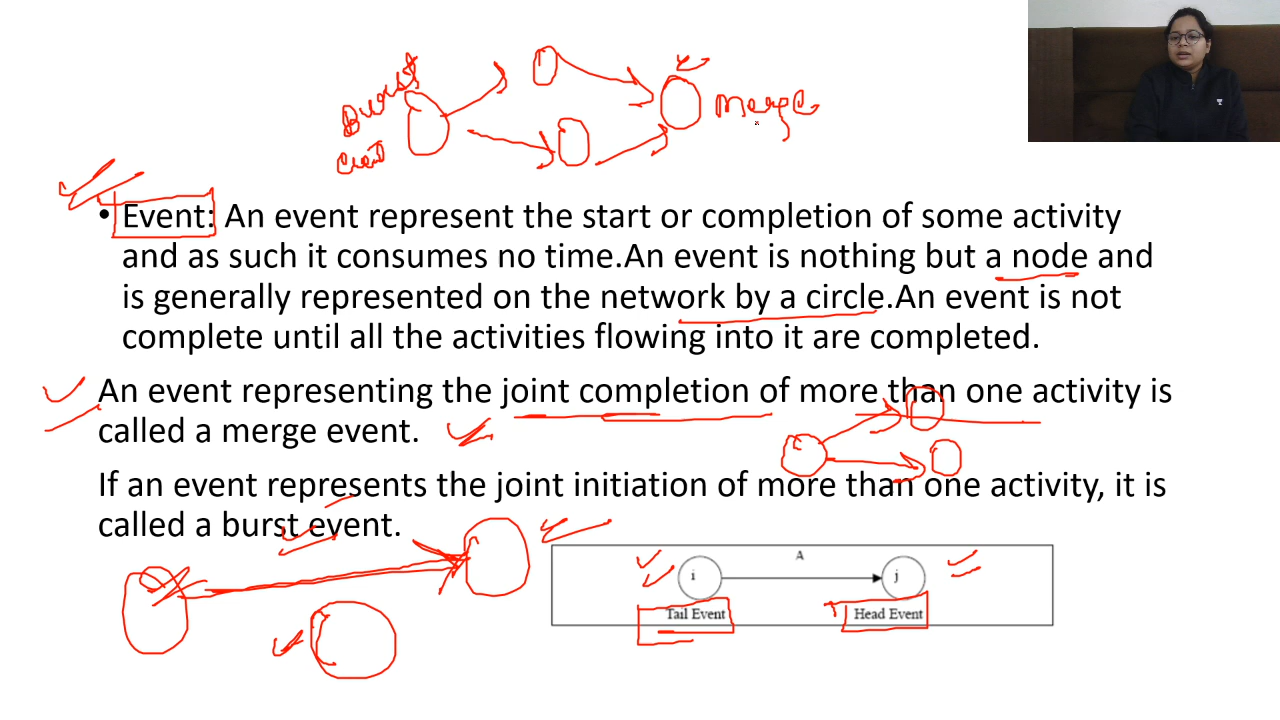 Burst
Event
merge
• Event: An event represent the start or completion of some activity
and as such it consumes no time.An event is nothing but a node and
is generally represented on the network by a circle.An event is not
complete until all the activities flowing into it are completed.
An event representing the joint completion of more than one activity is
called a merge event.
If an event represents the joint initiation of more than one activity, it is
called a burst event.
A
i j
Tail Event Head Event